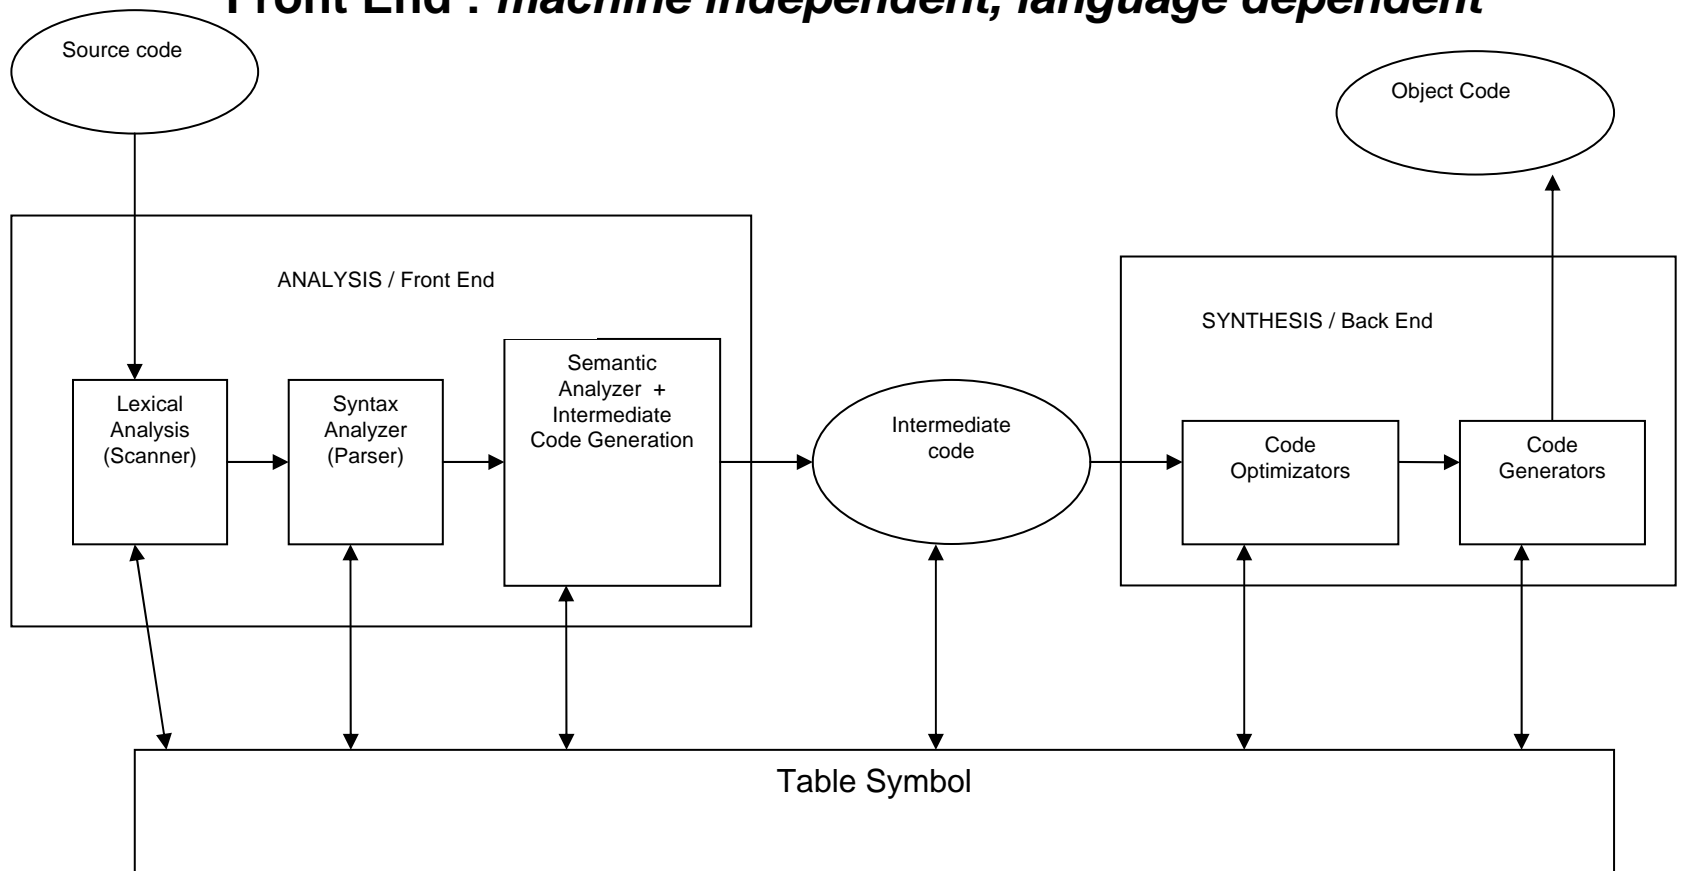 Front End : machine independent, language dependent
Source code
Object Code
ANALYSIS / Front End
SYNTHESIS / Back End
Lexical
Analysis
(Scanner)
Syntax
Analyzer
(Parser)
Semantic
Analyzer +
Intermediate
Code Generation
Intermediate
code
Code
Optimizators
Code
Generators
Table Symbol